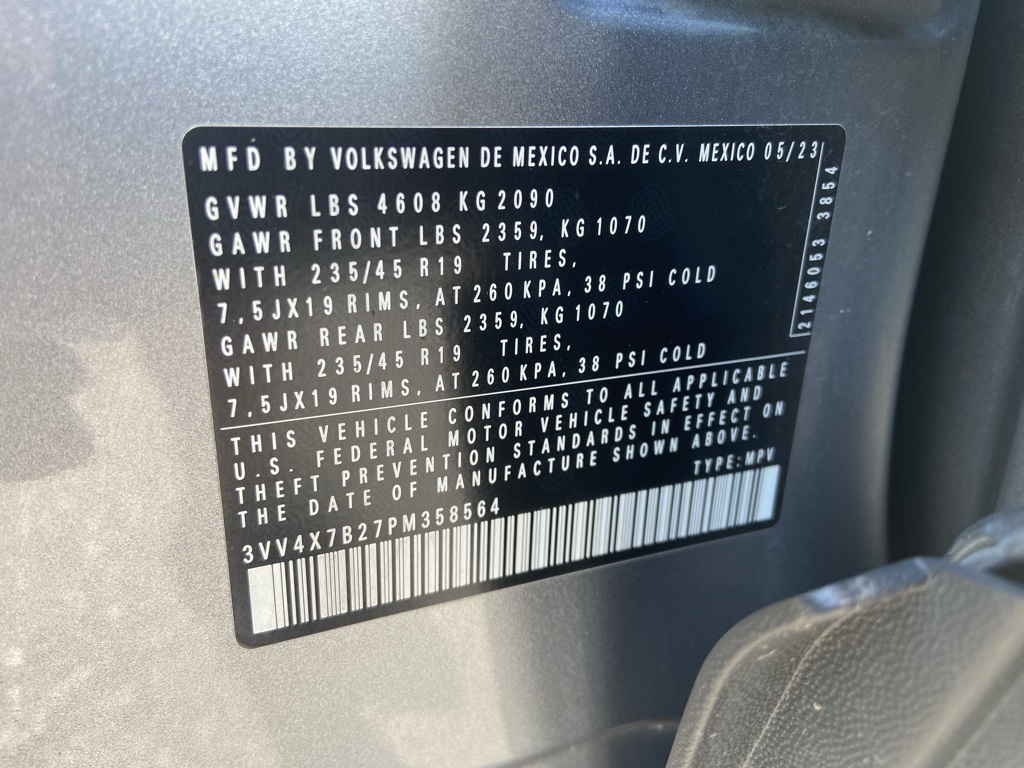 MFD BY VOLKSWAGEN DE MEXICO S.A. DE C.V. MEXICO 05/23
GVWR LBS 4608 KG 2090
GAWR FRONT LBS 2359, KG 1070
WITH 235/45 R19 TIRES,
7,5JX19 RIMS, AT 260 KPA, 38 PSI COLD
GAWR REAR LBS 2359, KG 1070
WITH 235/45 R19 TIRES,
7,5JX19 RIMS, AT 260 KPA, 38 PSI COLD
2146053 3854
THIS VEHICLE CONFORMS TO ALL APPLICABLE
U.S. FEDERAL MOTOR VEHICLE SAFETY AND
THEFT PREVENTION STANDARDS IN EFFECT ON
THE DATE OF MANUFACTURE SHOWN ABOVE.
TYPE:MPV
3VV4X7B27PM358564